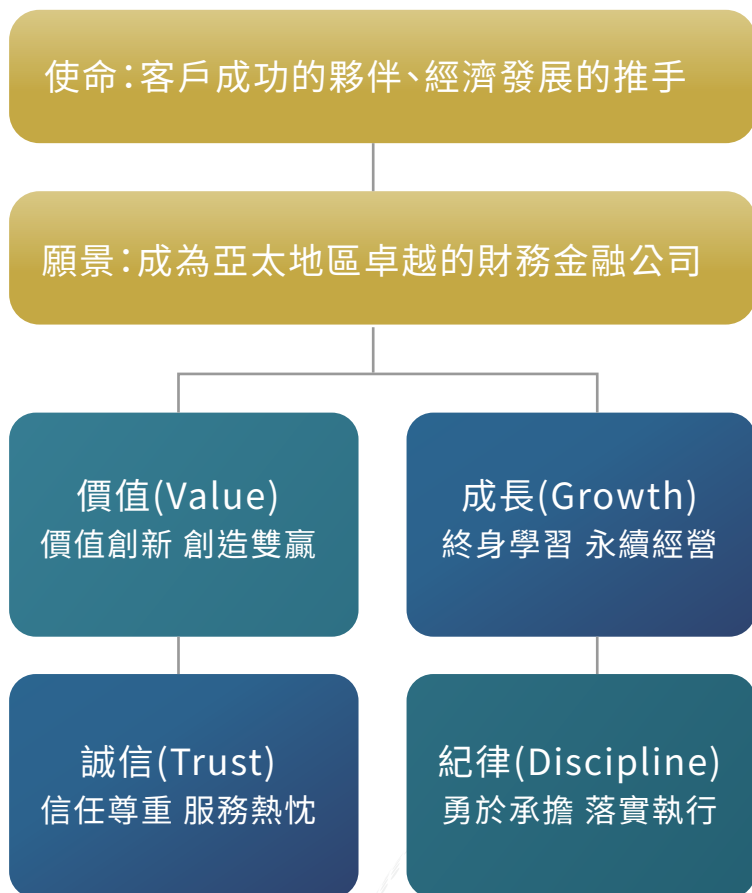 使命：客戶成功的夥伴、經濟發展的推手
願景：成為亞太地區卓越的財務金融公司
價值(Value)
價值創新 創造雙贏
成長(Growth)
終身學習 永續經營
誠信(Trust)
信任尊重 服務熱忱
紀律(Discipline)
勇於承擔 落實執行